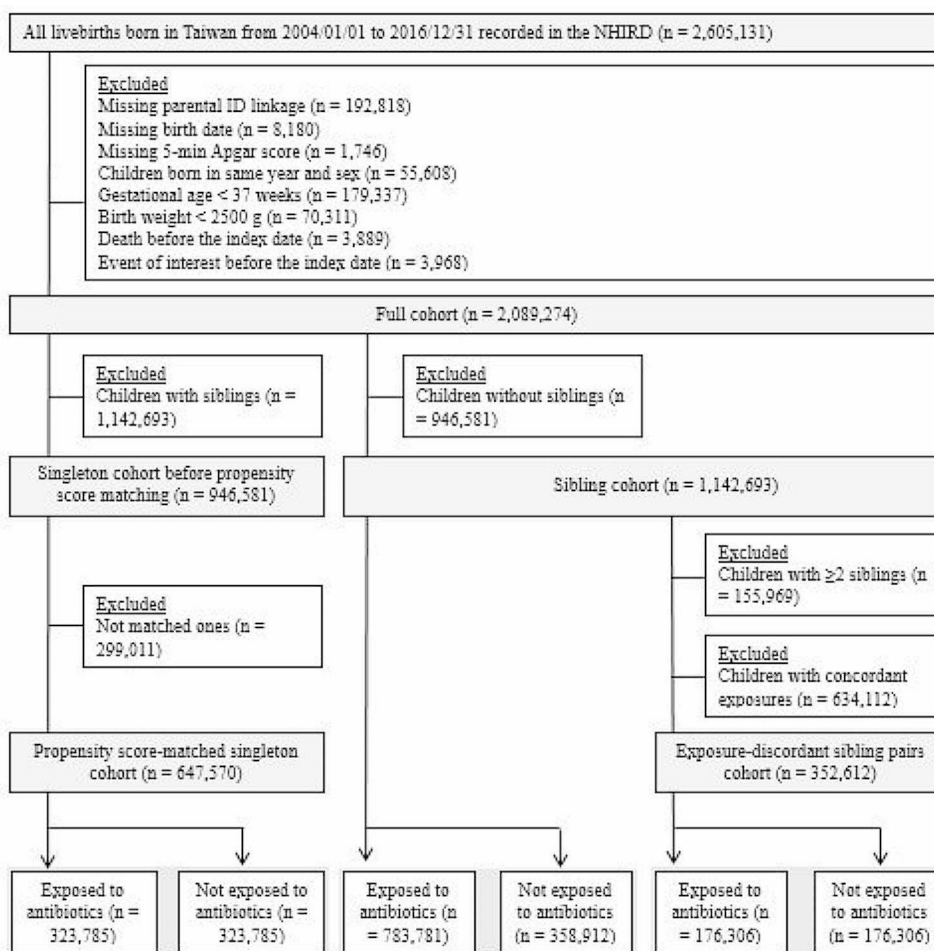 All livebirths born in Taiwan from 2004/01/01 to 2016/12/31 recorded in the NHIRD (n = 2,605,131)
Excluded
Missing parental ID linkage (n = 192,818)
Missing birth date (n = 8,180)
Missing 5-min Apgar score (n = 1,746)
Children born in same year and sex (n = 55,608)
Gestational age < 37 weeks (n = 179,337)
Birth weight < 2500 g (n = 70,311)
Death before the index date (n = 3,889)
Event of interest before the index date (n = 3,968)
Full cohort (n = 2,089,274)
Excluded
Children with siblings (n =
1,142,693)
Excluded
Children without siblings (n
= 946,581)
Singleton cohort before propensity
score matching (n = 946,581)
Sibling cohort (n = 1,142,693)
Excluded
Children with ≥2 siblings (n
= 155,969)
Excluded
Not matched ones (n =
299,011)
Excluded
Children with concordant
exposures (n = 634,112)
Propensity score-matched singleton
cohort (n = 647,570)
Exposure-discordant sibling pairs
cohort (n = 352,612)
Exposed to
antibiotics (n =
323,785)
Not exposed to
antibiotics (n =
323,785)
Exposed to
antibiotics (n
= 783,781)
Not exposed
to antibiotics
(n = 358,912)
Exposed to
antibiotics (n
= 176,306)
Not exposed to
antibiotics (n
= 176,306)